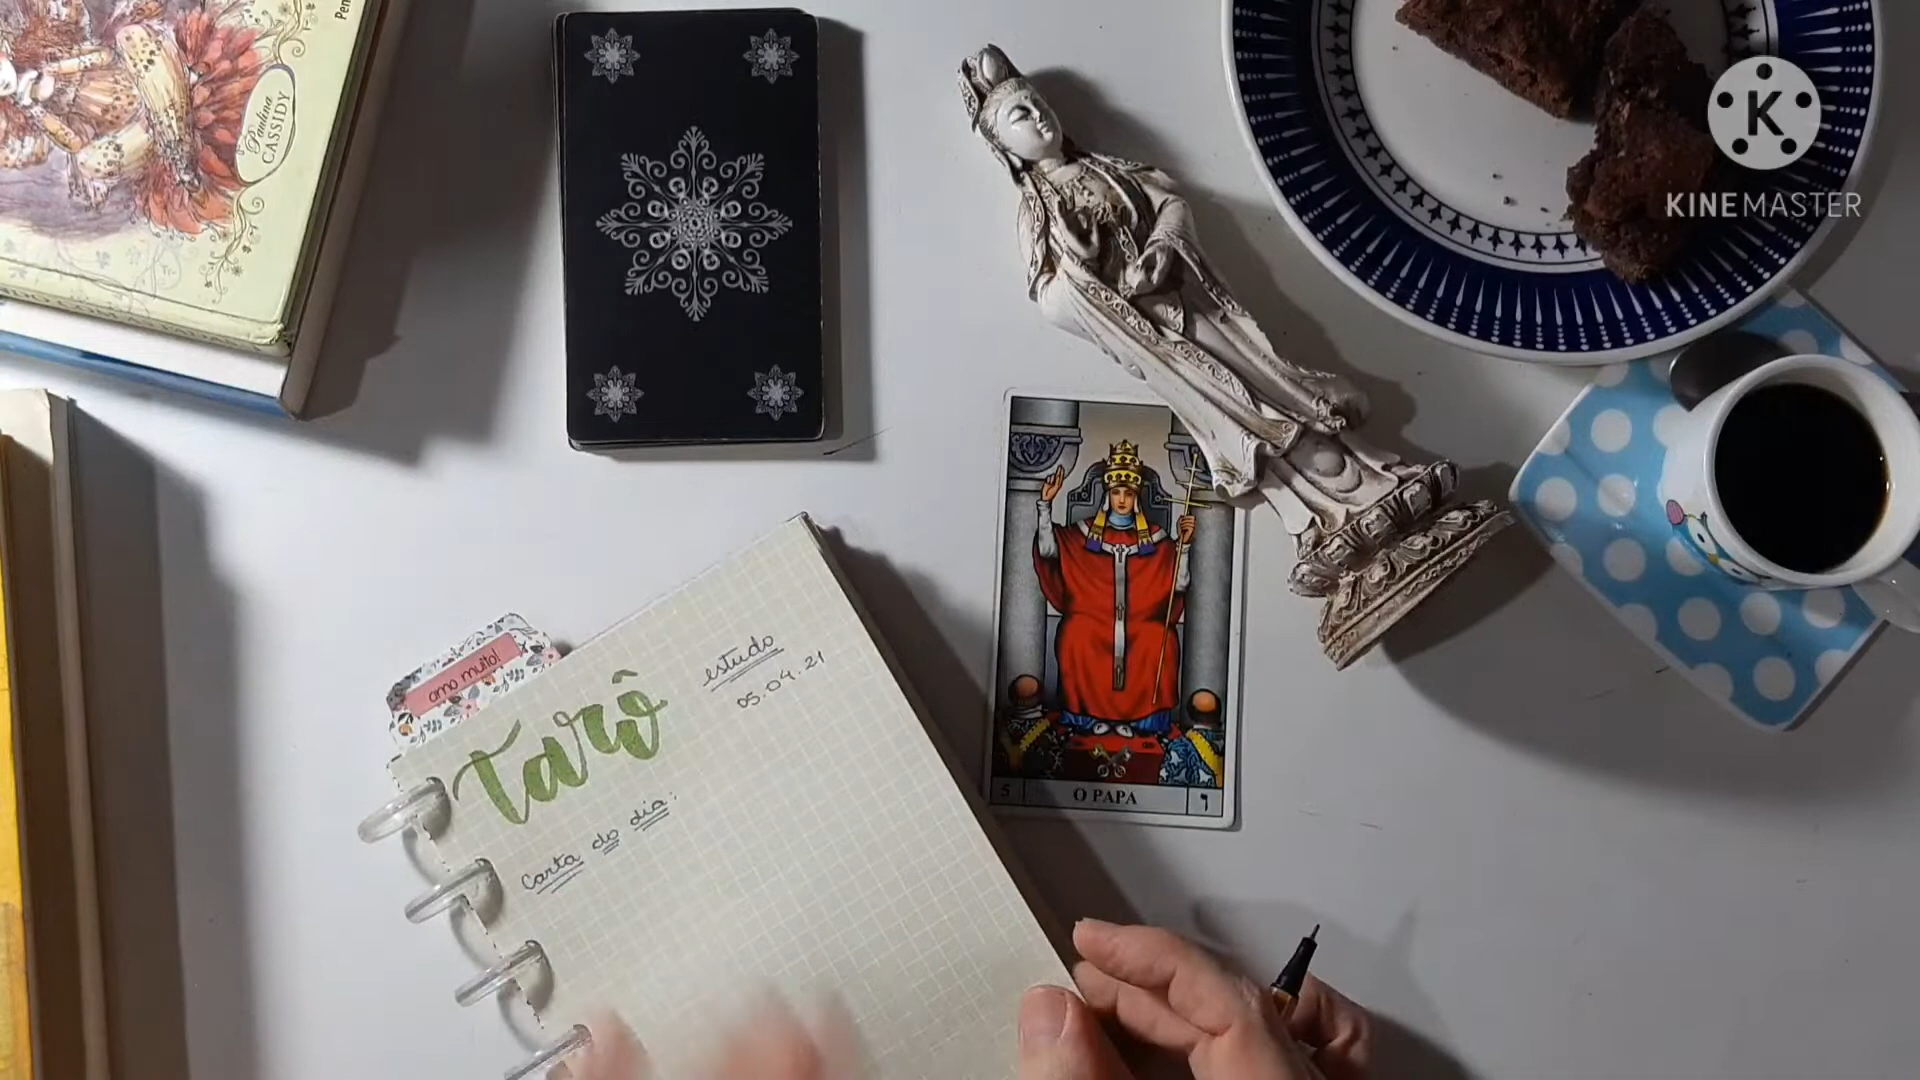 Paulina
CASSIDY
KINEMASTER
K
amo muito!
tarô
estudo
05.04.21
Carta do dia:
5
O PAPA